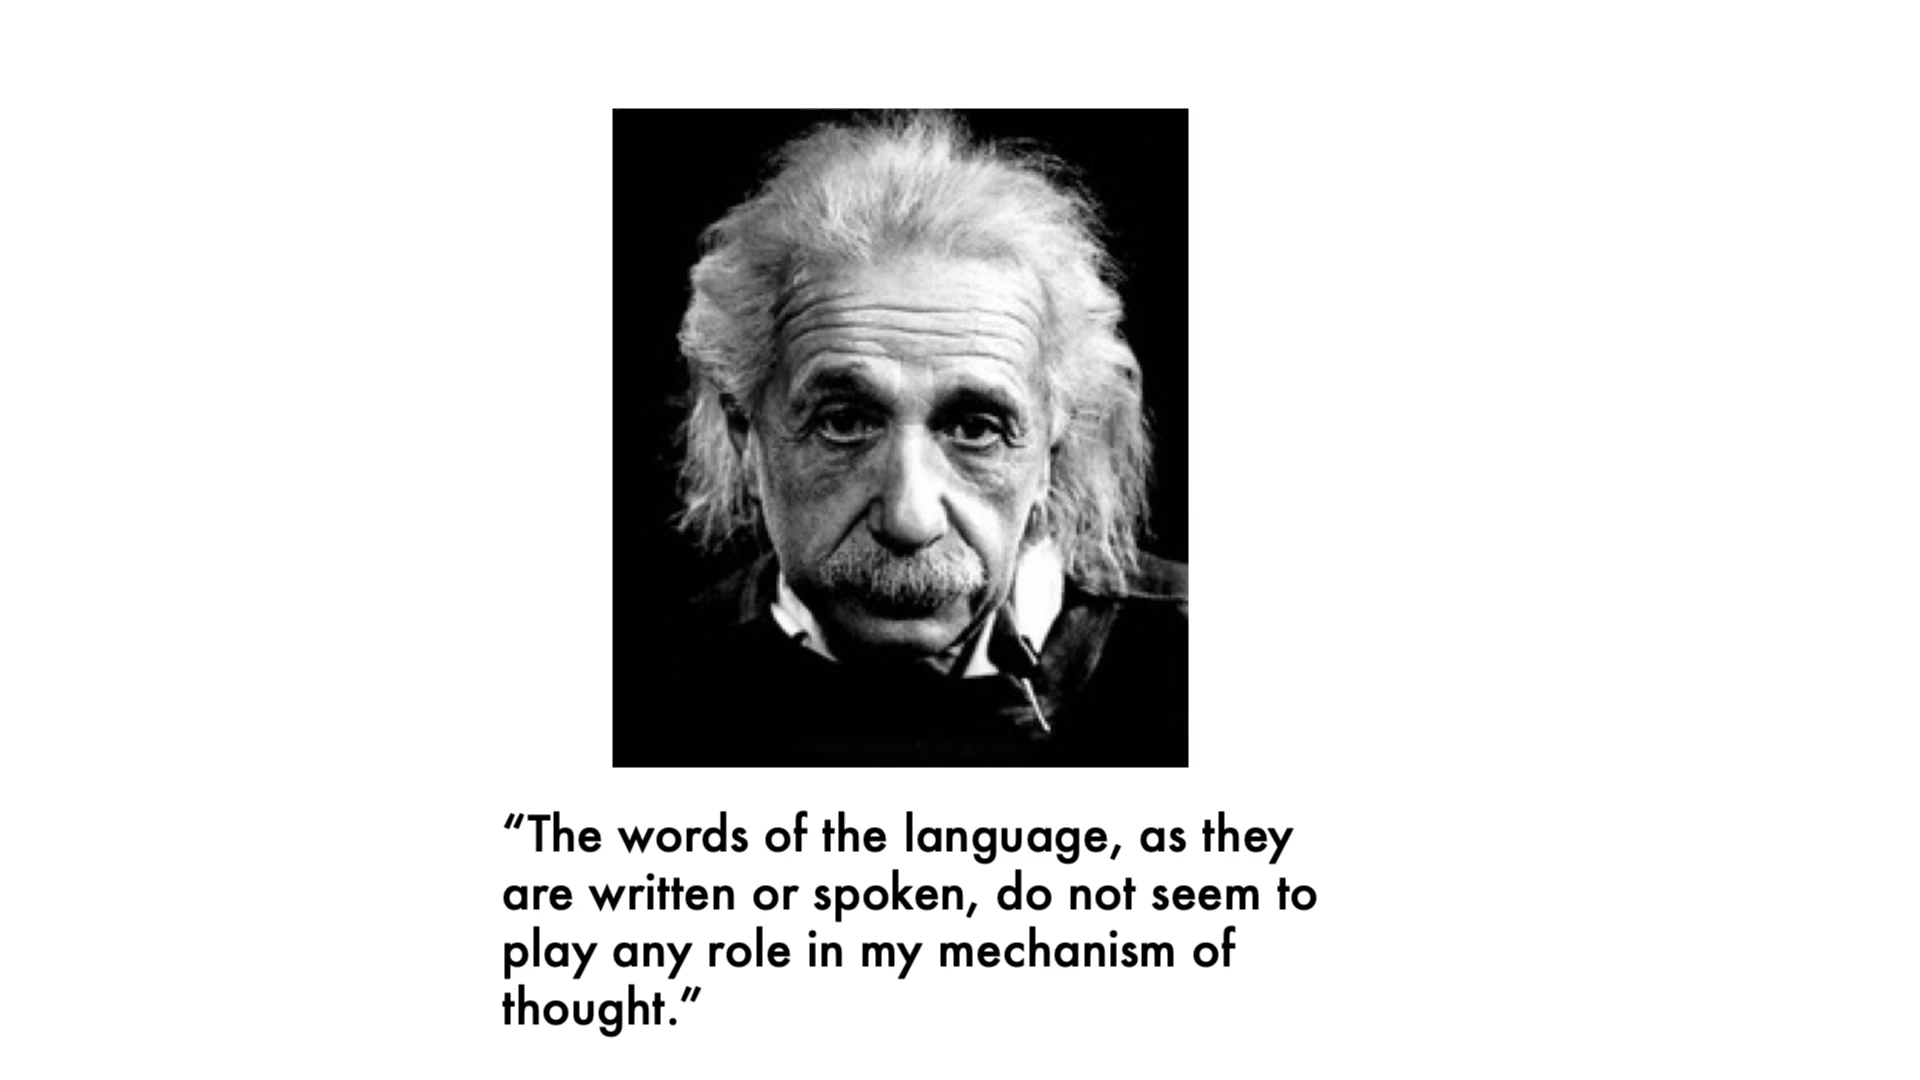 “The words of the language, as they
are written or spoken, do not seem to
play any role in my mechanism of
thought.”